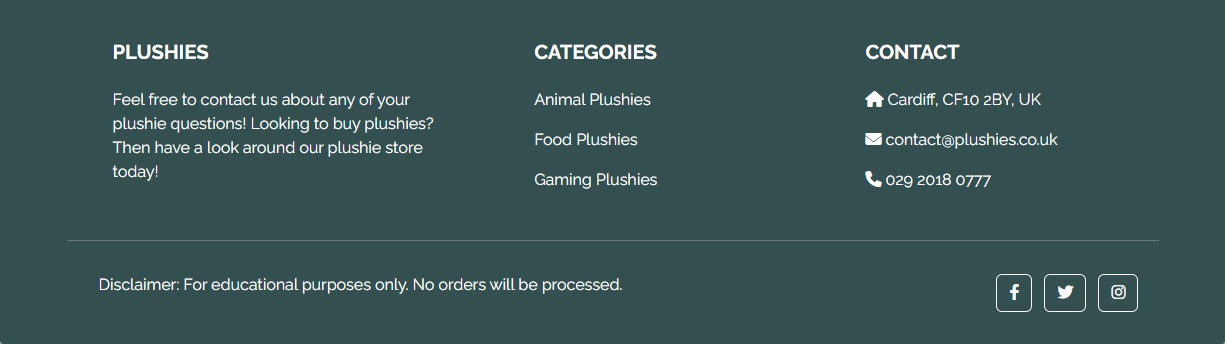 PLUSHIES
Feel free to contact us about any of your
plushie questions! Looking to buy plushies?
Then have a look around our plushie store
today!
CATEGORIES
Animal Plushies
Food Plushies
Gaming Plushies
CONTACT
Cardiff, CF10 2BY, UK
contact@plushies.co.uk
029 2018 0777
Disclaimer: For educational purposes only. No orders will be processed.